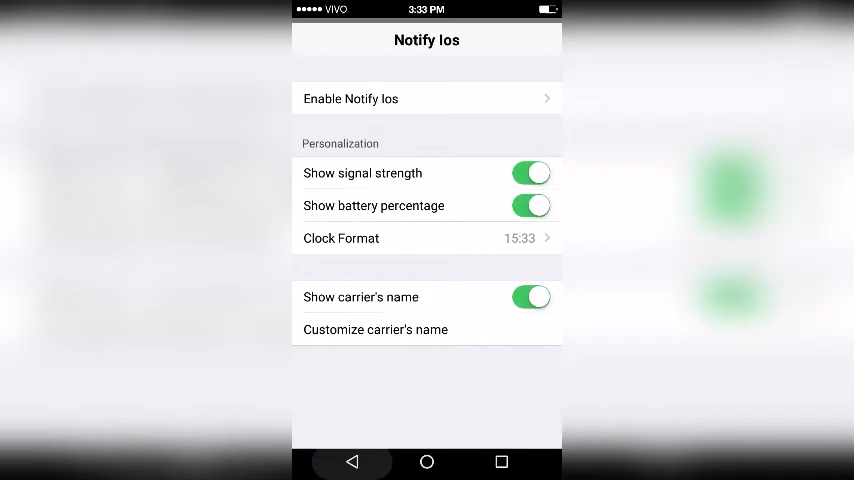 VIVO 3:33 PM
Notify Ios
Enable Notify Ios
Personalization
Show signal strength
Show battery percentage
Clock Format 15:33
Show carrier's name
Customize carrier's name